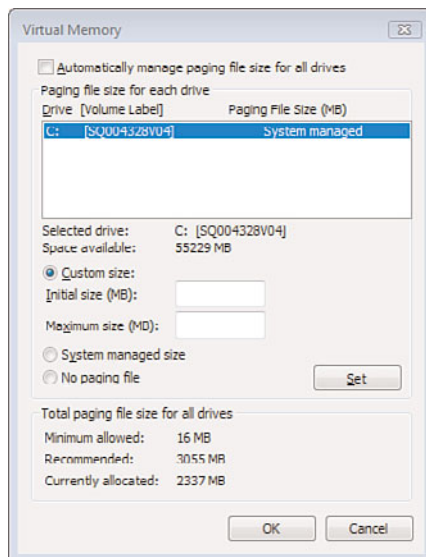 Virtual Memory
Automatically manage paging file size for all drives
Paging file size for each drive
Drive [Volume Label] Paging File Size (MB)
C: [SQ004328V04] System managed
Selected drive: C: [SQ004328V04]
Space available: 55229 MB
Custom size:
Initial size (MB):
Maximum size (MB):
System managed size
No paging file
Set
Total paging file size for all drives
Minimum allowed: 16 MB
Recommended: 3055 MB
Currently allocated: 2337 MB
OK Cancel